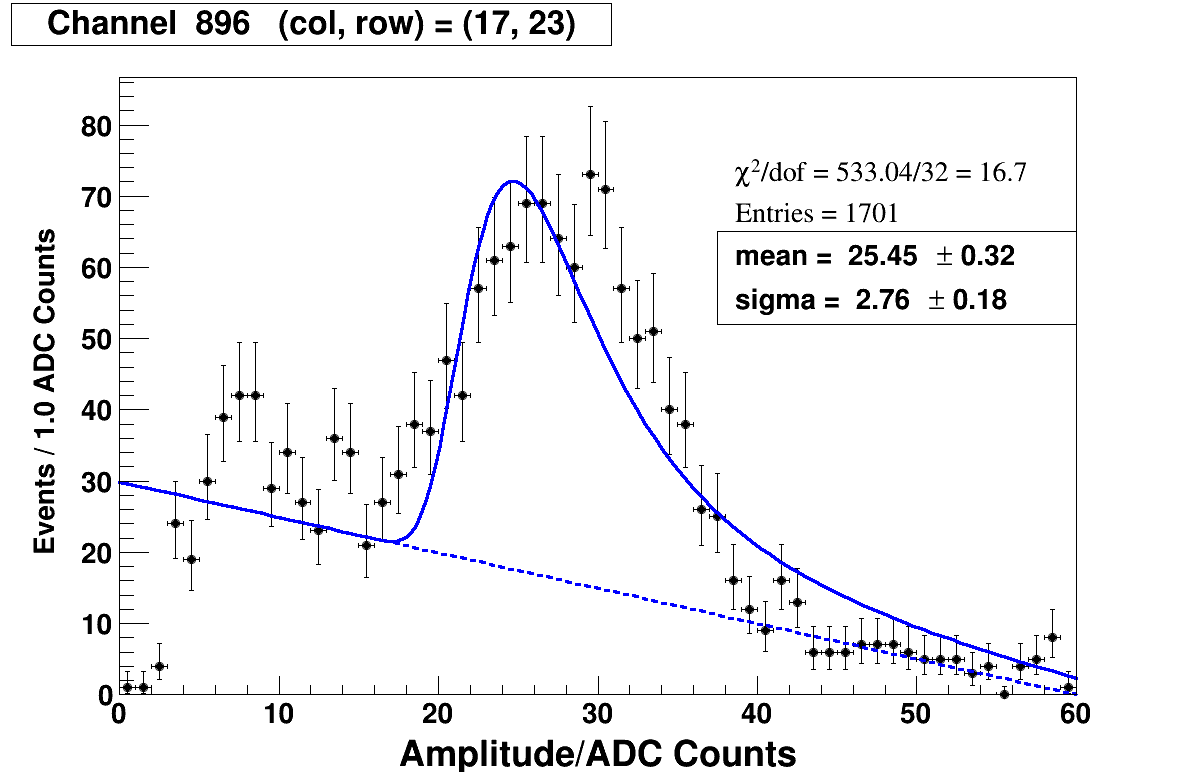 Channel 896 (col, row) = (17, 23)
80
70
60
50
40
30
20
10
0
Events / 1.0 ADC Counts
χ²/dof = 533.04/32 = 16.7
Entries = 1701
mean = 25.45 ± 0.32
sigma = 2.76 ± 0.18
0 10 20 30 40 50 60
Amplitude/ADC Counts